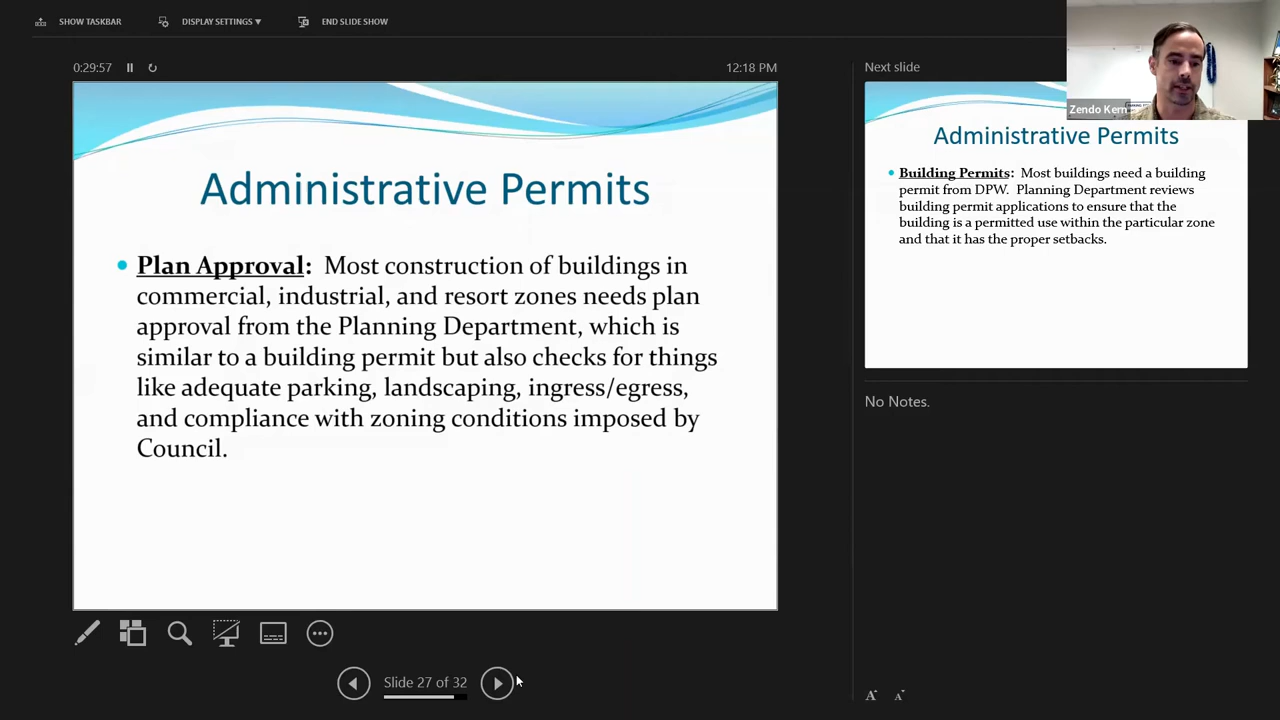 SHOW TASKBAR
DISPLAY SETTINGS ▼
END SLIDE SHOW
0:29:57
12:18 PM
Administrative Permits
• Plan Approval: Most construction of buildings in
commercial, industrial, and resort zones needs plan
approval from the Planning Department, which is
similar to a building permit but also checks for things
like adequate parking, landscaping, ingress/egress,
and compliance with zoning conditions imposed by
Council.
Slide 27 of 32
Next slide
Zendo Kern
Administrative Permits
• Building Permits: Most buildings need a building
permit from DPW. Planning Department reviews
building permit applications to ensure that the
building is a permitted use within the particular zone
and that it has the proper setbacks.
No Notes.
A A